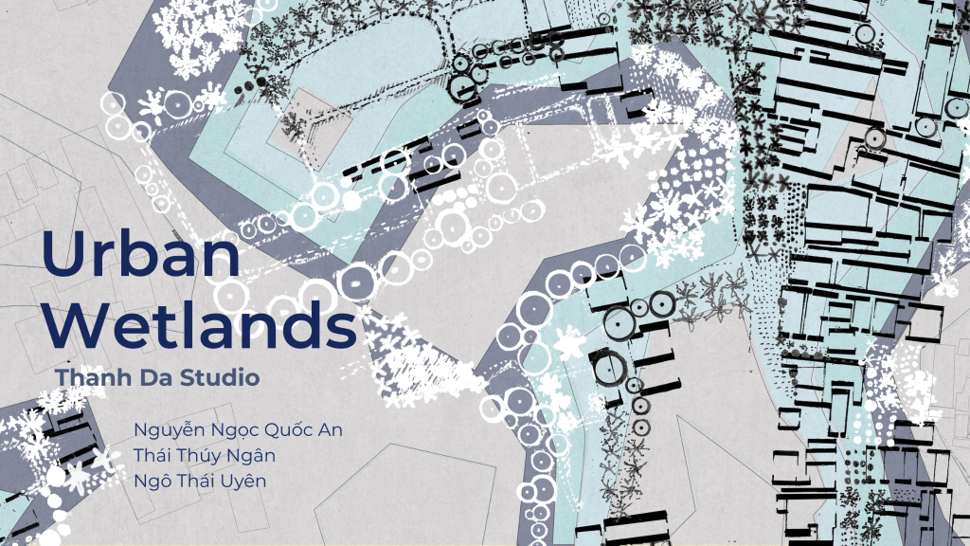 Urban
Wetlands
Thanh Da Studio
Nguyễn Ngọc Quốc An
Thái Thúy Ngân
Ngô Thái Uyên